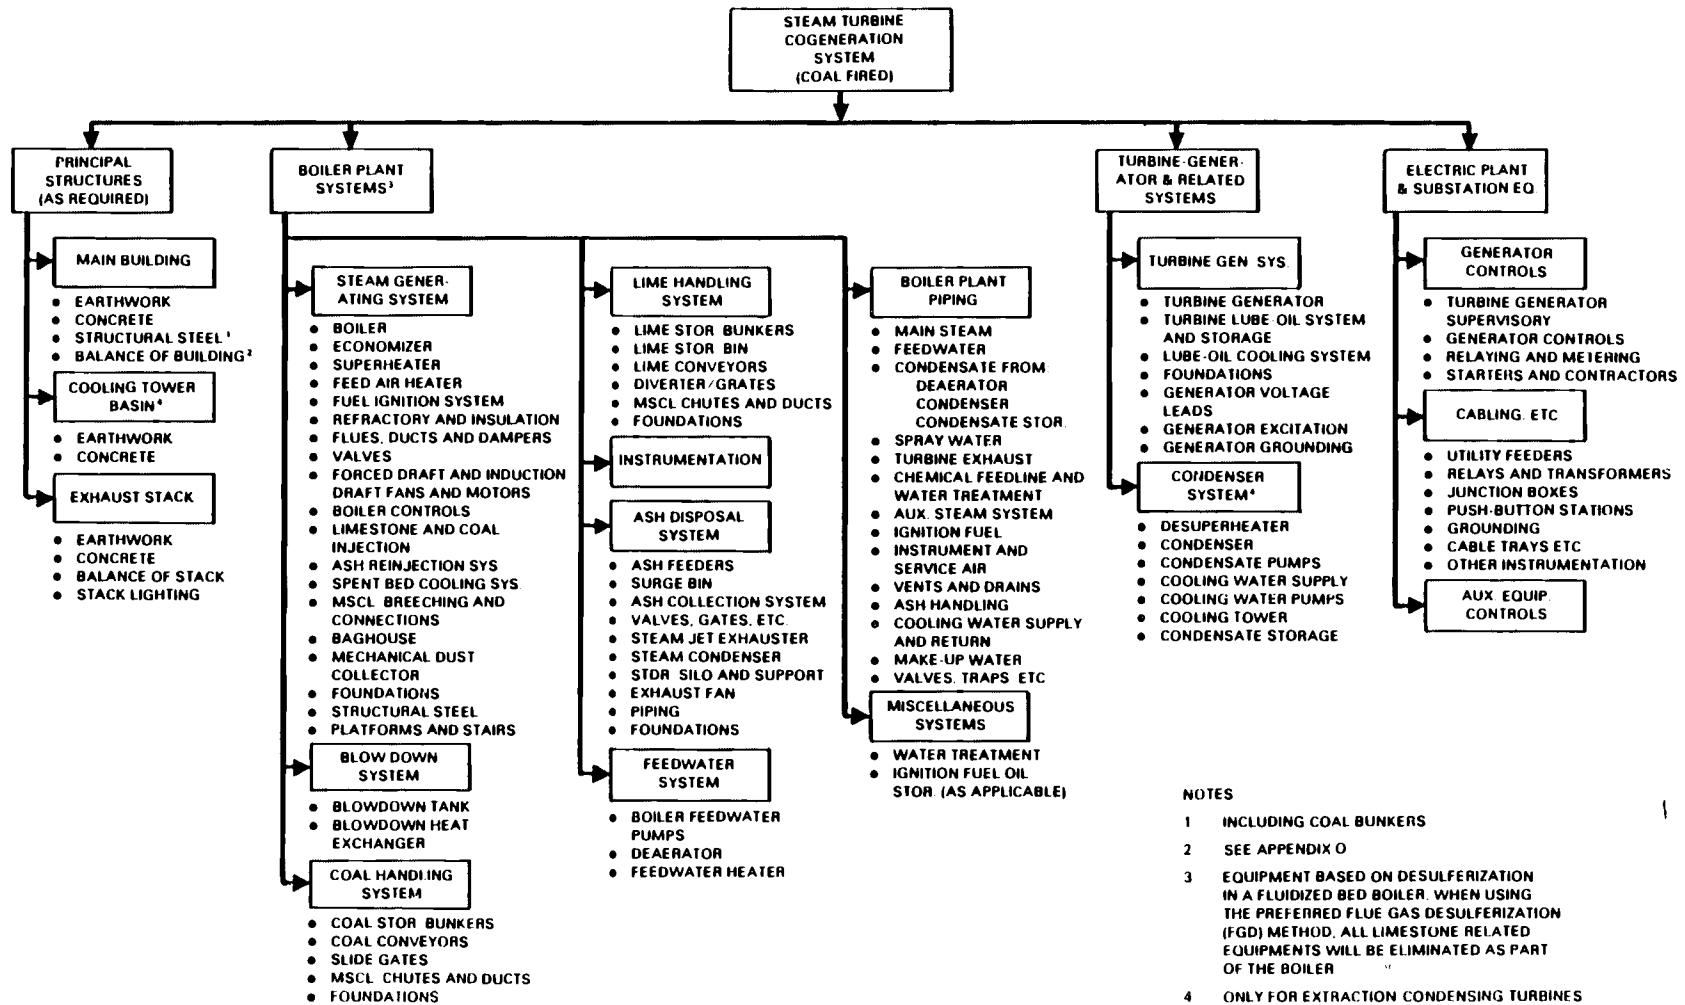 STEAM TURBINE
COGENERATION
SYSTEM
(COAL FIRED)
PRINCIPAL
STRUCTURES
(AS REQUIRED)
MAIN BUILDING
• EARTHWORK
• CONCRETE
• STRUCTURAL STEEL¹
• BALANCE OF BUILDING²
COOLING TOWER
BASIN⁴
• EARTHWORK
• CONCRETE
EXHAUST STACK
• EARTHWORK
• CONCRETE
• BALANCE OF STACK
• STACK LIGHTING
BOILER PLANT
SYSTEMS³
STEAM GENER-
ATING SYSTEM
• BOILER
• ECONOMIZER
• SUPERHEATER
• FEED AIR HEATER
• FUEL IGNITION SYSTEM
• REFRACTORY AND INSULATION
• FLUES, DUCTS AND DAMPERS
• VALVES
• FORCED DRAFT AND INDUCTION
DRAFT FANS AND MOTORS
• BOILER CONTROLS
• LIMESTONE AND COAL
INJECTION
• ASH REINJECTION SYS
• SPENT BED COOLING SYS.
• MSCL BREECHING AND
CONNECTIONS
• BAGHOUSE
• MECHANICAL DUST
COLLECTOR
• FOUNDATIONS
• STRUCTURAL STEEL
• PLATFORMS AND STAIRS
BLOW DOWN
SYSTEM
• BLOWDOWN TANK
• BLOWDOWN HEAT
EXCHANGER
COAL HANDLING
SYSTEM
• COAL STOR BUNKERS
• COAL CONVEYORS
• SLIDE GATES
• MSCL CHUTES AND DUCTS
• FOUNDATIONS
LIME HANDLING
SYSTEM
• LIME STOR BUNKERS
• LIME STOR BIN
• LIME CONVEYORS
• DIVERTER/GRATES
• MSCL CHUTES AND DUCTS
• FOUNDATIONS
INSTRUMENTATION
ASH DISPOSAL
SYSTEM
• ASH FEEDERS
• SURGE BIN
• ASH COLLECTION SYSTEM
• VALVES, GATES, ETC.
• STEAM JET EXHAUSTER
• STEAM CONDENSER
• STOR SILO AND SUPPORT
• EXHAUST FAN
• PIPING
• FOUNDATIONS
FEEDWATER
SYSTEM
• BOILER FEEDWATER
PUMPS
• DEAERATOR
• FEEDWATER HEATER
BOILER PLANT
PIPING
• MAIN STEAM
• FEEDWATER
• CONDENSATE FROM
DEAERATOR
CONDENSER
CONDENSATE STOR.
• SPRAY WATER
• TURBINE EXHAUST
• CHEMICAL FEEDLINE AND
WATER TREATMENT
• AUX. STEAM SYSTEM
• IGNITION FUEL
• INSTRUMENT AND
SERVICE AIR
• VENTS AND DRAINS
• ASH HANDLING
• COOLING WATER SUPPLY
AND RETURN
• MAKE-UP WATER
• VALVES, TRAPS ETC
MISCELLANEOUS
SYSTEMS
• WATER TREATMENT
• IGNITION FUEL OIL
STOR. (AS APPLICABLE)
TURBINE-GENER-
ATOR & RELATED
SYSTEMS
TURBINE GEN SYS.
• TURBINE GENERATOR
• TURBINE LUBE-OIL SYSTEM
AND STORAGE
• LUBE-OIL COOLING SYSTEM
• FOUNDATIONS
• GENERATOR VOLTAGE
LEADS
• GENERATOR EXCITATION
• GENERATOR GROUNDING
CONDENSER
SYSTEM⁴
• DESUPERHEATER
• CONDENSER
• CONDENSATE PUMPS
• COOLING WATER SUPPLY
• COOLING WATER PUMPS
• COOLING TOWER
• CONDENSATE STORAGE
ELECTRIC PLANT
& SUBSTATION EQ.
GENERATOR
CONTROLS
• TURBINE GENERATOR
SUPERVISORY
• GENERATOR CONTROLS
• RELAYING AND METERING
• STARTERS AND CONTRACTORS
CABLING, ETC
• UTILITY FEEDERS
• RELAYS AND TRANSFORMERS
• JUNCTION BOXES
• PUSH-BUTTON STATIONS
• GROUNDING
• CABLE TRAYS ETC
• OTHER INSTRUMENTATION
AUX. EQUIP.
CONTROLS
NOTES
1 INCLUDING COAL BUNKERS
2 SEE APPENDIX O
3 EQUIPMENT BASED ON DESULFERIZATION
IN A FLUIDIZED BED BOILER. WHEN USING
THE PREFERRED FLUE GAS DESULFERIZATION
(FGD) METHOD, ALL LIMESTONE RELATED
EQUIPMENTS WILL BE ELIMINATED AS PART
OF THE BOILER
4 ONLY FOR EXTRACTION CONDENSING TURBINES